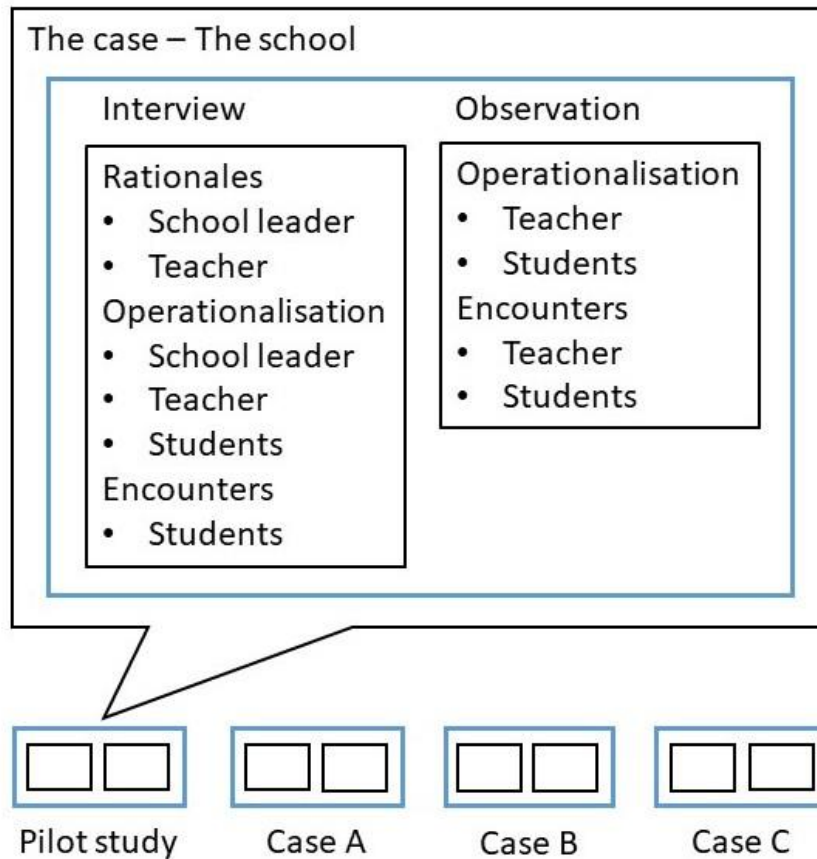 The case – The school
Interview
Rationales
• School leader
• Teacher
Operationalisation
• School leader
• Teacher
• Students
Encounters
• Students
Observation
Operationalisation
• Teacher
• Students
Encounters
• Teacher
• Students
Pilot study
Case A
Case B
Case C